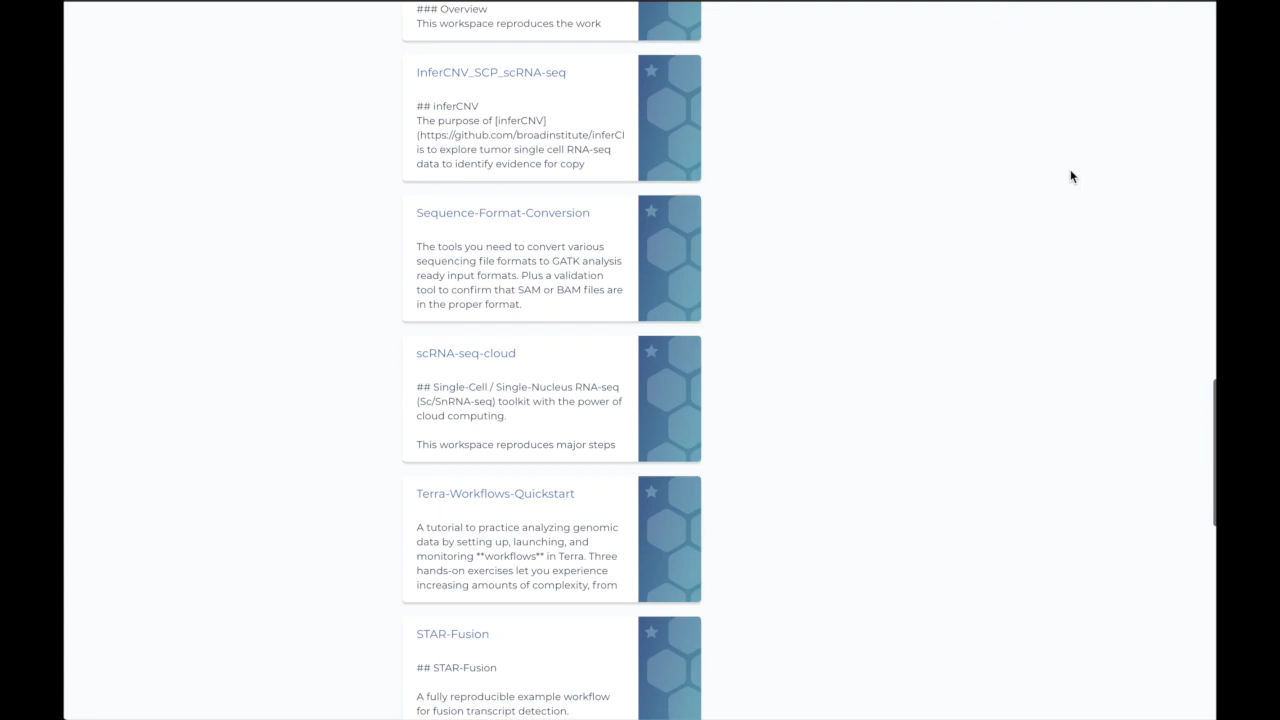 ### Overview
This workspace reproduces the work
InferCNV_SCP_scRNA-seq
## inferCNV
The purpose of [inferCNV]
(https://github.com/broadinstitute/inferCI
is to explore tumor single cell RNA-seq
data to identify evidence for copy
Sequence-Format-Conversion
The tools you need to convert various
sequencing file formats to GATK analysis
ready input formats. Plus a validation
tool to confirm that SAM or BAM files are
in the proper format.
scRNA-seq-cloud
## Single-Cell / Single-Nucleus RNA-seq
(Sc/SnRNA-seq) toolkit with the power of
cloud computing.
This workspace reproduces major steps
Terra-Workflows-Quickstart
A tutorial to practice analyzing genomic
data by setting up, launching, and
monitoring **workflows** in Terra. Three
hands-on exercises let you experience
increasing amounts of complexity, from
STAR-Fusion
## STAR-Fusion
A fully reproducible example workflow
for fusion transcript detection.